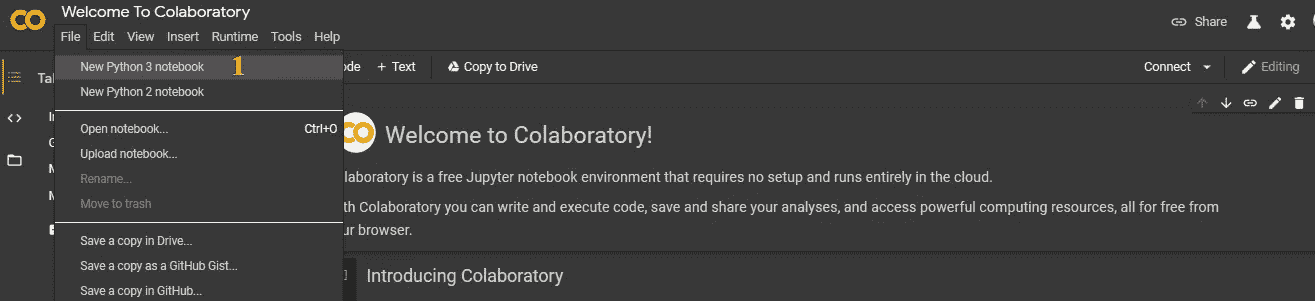 CO Welcome To Colaboratory
File Edit View Insert Runtime Tools Help
Share
New Python 3 notebook 1
New Python 2 notebook
Open notebook... Ctrl+O
Upload notebook...
Rename...
Move to trash
Save a copy in Drive...
Save a copy as a GitHub Gist...
Save a copy in GitHub...
+ Text Copy to Drive
Connect Editing
CO Welcome to Colaboratory!
laboratory is a free Jupyter notebook environment that requires no setup and runs entirely in the cloud.
th Colaboratory you can write and execute code, save and share your analyses, and access powerful computing resources, all for free from
ur browser.
Introducing Colaboratory